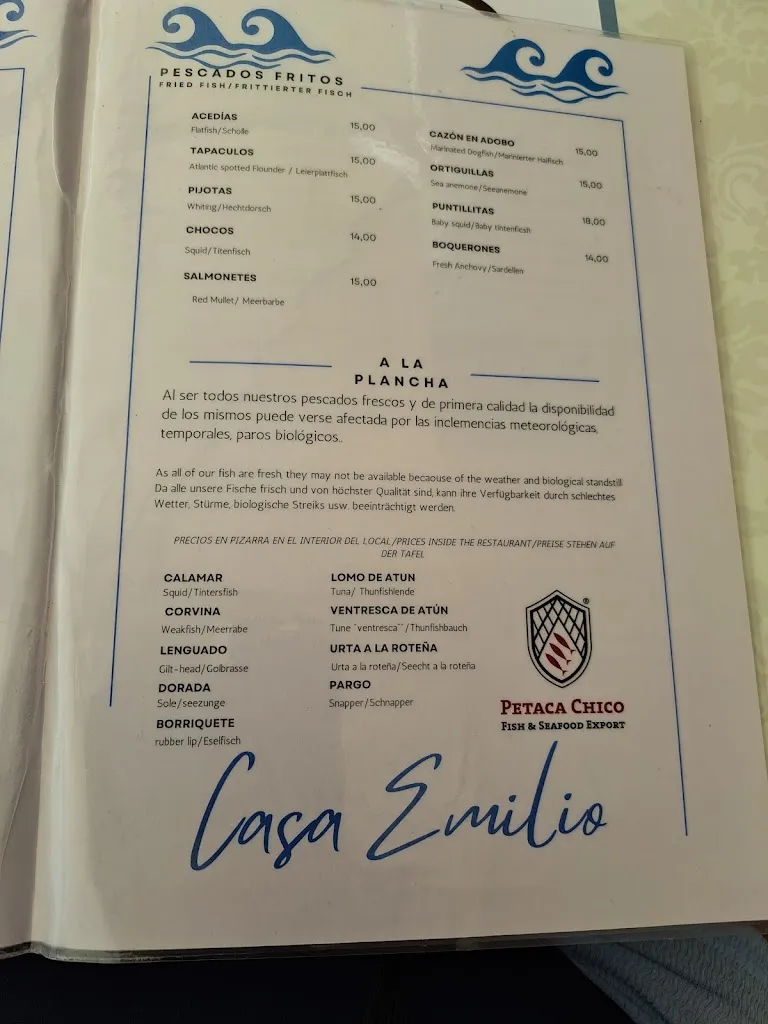 PESCADOS FRITOS
FRIED FISH/FRITTIERTER FISCH
ACEDÍAS
Flatfish/Scholle
15,00
TAPACULOS
Atlantic spotted Flounder / Leierplattfisch
15,00
PIJOTAS
Whiting/Hechtdorsch
15,00
CHOCOS
Squid/Titenfisch
14,00
SALMONETES
Red Mullet/ Meerbarbe
15,00
CAZÓN EN ADOBO
Marinated Dogfish/Marinierter Haifisch
15,00
ORTIGUILLAS
Sea anemone/Seeanemone
15,00
PUNTILLITAS
Baby squid/Baby tintenficsh
18,00
BOQUERONES
Fresh Anchovy/Sardellen
14,00
A LA
PLANCHA
Al ser todos nuestros pescados frescos y de primera calidad la disponibilidad
de los mismos puede verse afectada por las inclemencias meteorológicas,
temporales, paros biológicos..
As all of our fish are fresh, they may not be available becaouse of the weather and biological standstill
Da alle unsere Fische frisch und von höchster Qualität sind, kann ihre Verfügbarkeit durch schlechtes
Wetter, Stürme, biologische Streiks usw. beeinträchtigt werden.
PRECIOS EN PIZARRA EN EL INTERIOR DEL LOCAL/PRICES INSIDE THE RESTAURANT/PREISE STEHEN AUF
DER TAFEL
CALAMAR
Squid/Tintersfish
CORVINA
Weakfish/Meerrabe
LENGUADO
Gilt-head/Golbrasse
DORADA
Sole/seezunge
BORRIQUETE
rubber lip/Eselfisch
LOMO DE ATUN
Tuna/ Thunfishlende
VENTRESCA DE ATÚN
Tune ´ventresca´´/Thunfishbauch
URTA A LA ROTEÑA
Urta a la roteña/Seecht a la roteña
PARGO
Snapper/Schnapper
®
PETACA CHICO
FISH & SEAFOOD EXPORT
Casa Emilio